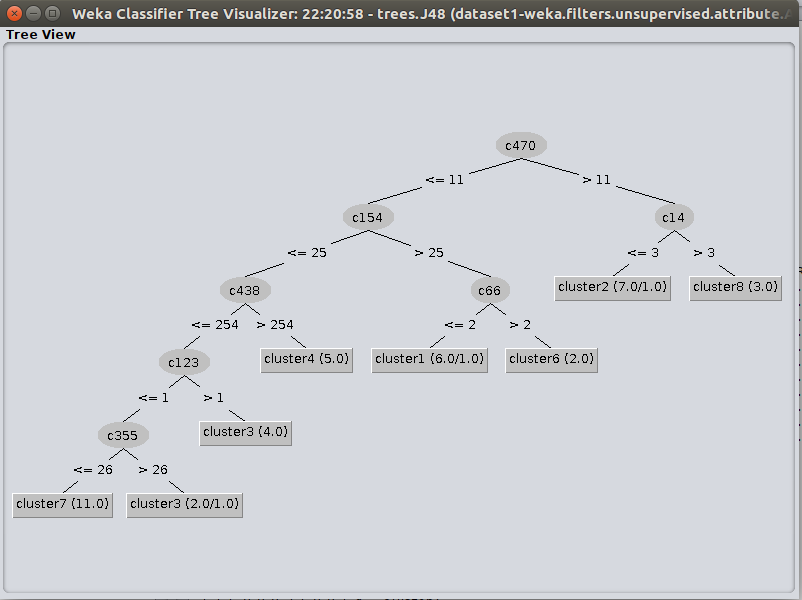 Weka Classifier Tree Visualizer: 22:20:58 - trees.J48 (dataset1-weka.filters.unsupervised.attribute.
Tree View
c470
<= 11 > 11
c154 c14
<= 25 > 25 <= 3 > 3
c438 c66 cluster2 (7.0/1.0) cluster8 (3.0)
<= 254 > 254 <= 2 > 2
c123 cluster4 (5.0) cluster1 (6.0/1.0) cluster6 (2.0)
<= 1 > 1
c355 cluster3 (4.0)
<= 26 > 26
cluster7 (11.0) cluster3 (2.0/1.0)